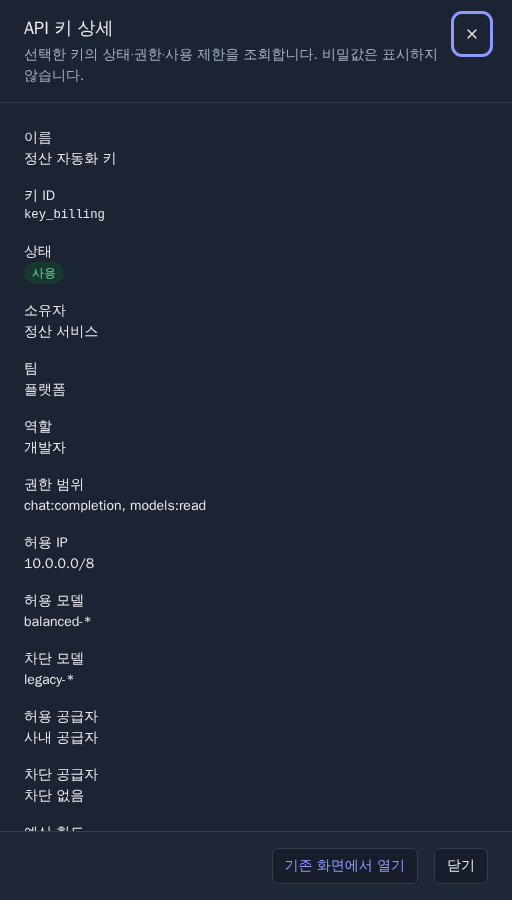 API 키 상세
선택한 키의 상태·권한·사용 제한을 조회합니다. 비밀값은 표시하지
않습니다.
이름
정산 자동화 키
키 ID
key_billing
상태
사용
소유자
정산 서비스
팀
플랫폼
역할
개발자
권한 범위
chat:completion, models:read
허용 IP
10.0.0.0/8
허용 모델
balanced-*
차단 모델
legacy-*
허용 공급자
사내 공급자
차단 공급자
차단 없음
기존 화면에서 열기
닫기